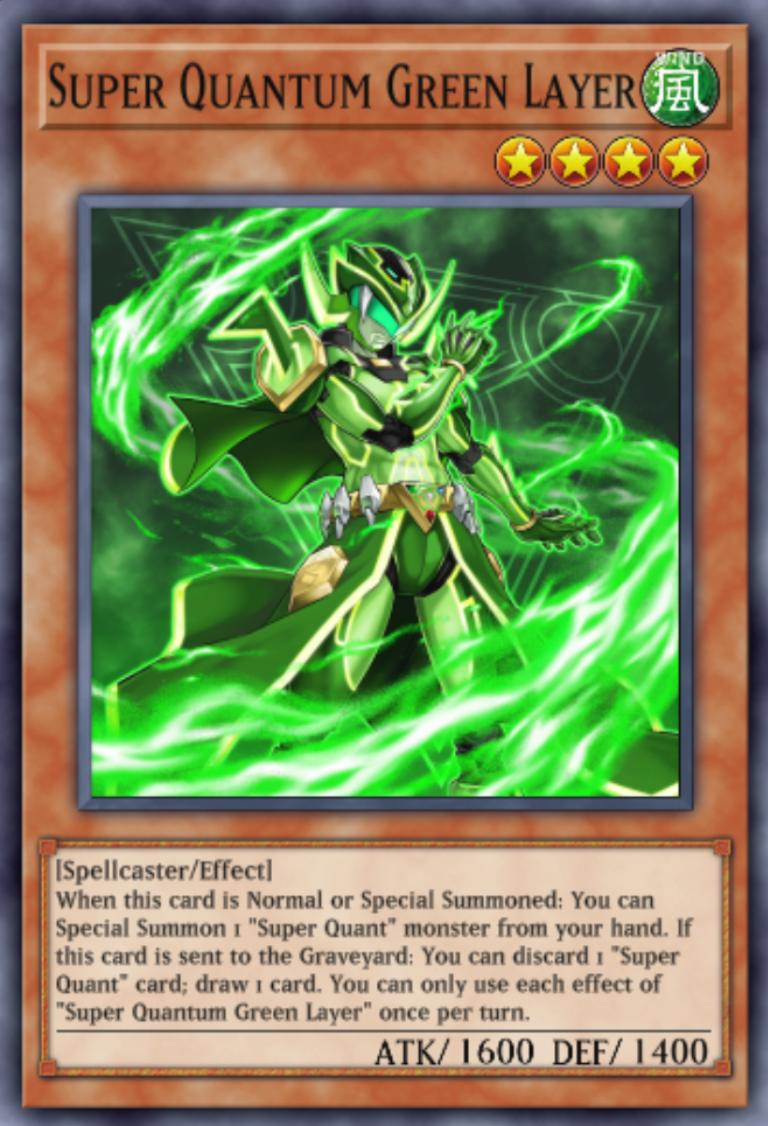 Super Quantum Green Layer
WIND
風
[Spellcaster/Effect]
When this card is Normal or Special Summoned: You can
Special Summon 1 "Super Quant" monster from your hand. If
this card is sent to the Graveyard: You can discard 1 "Super
Quant" card; draw 1 card. You can only use each effect of
"Super Quantum Green Layer" once per turn.
ATK/ 1600 DEF/ 1400